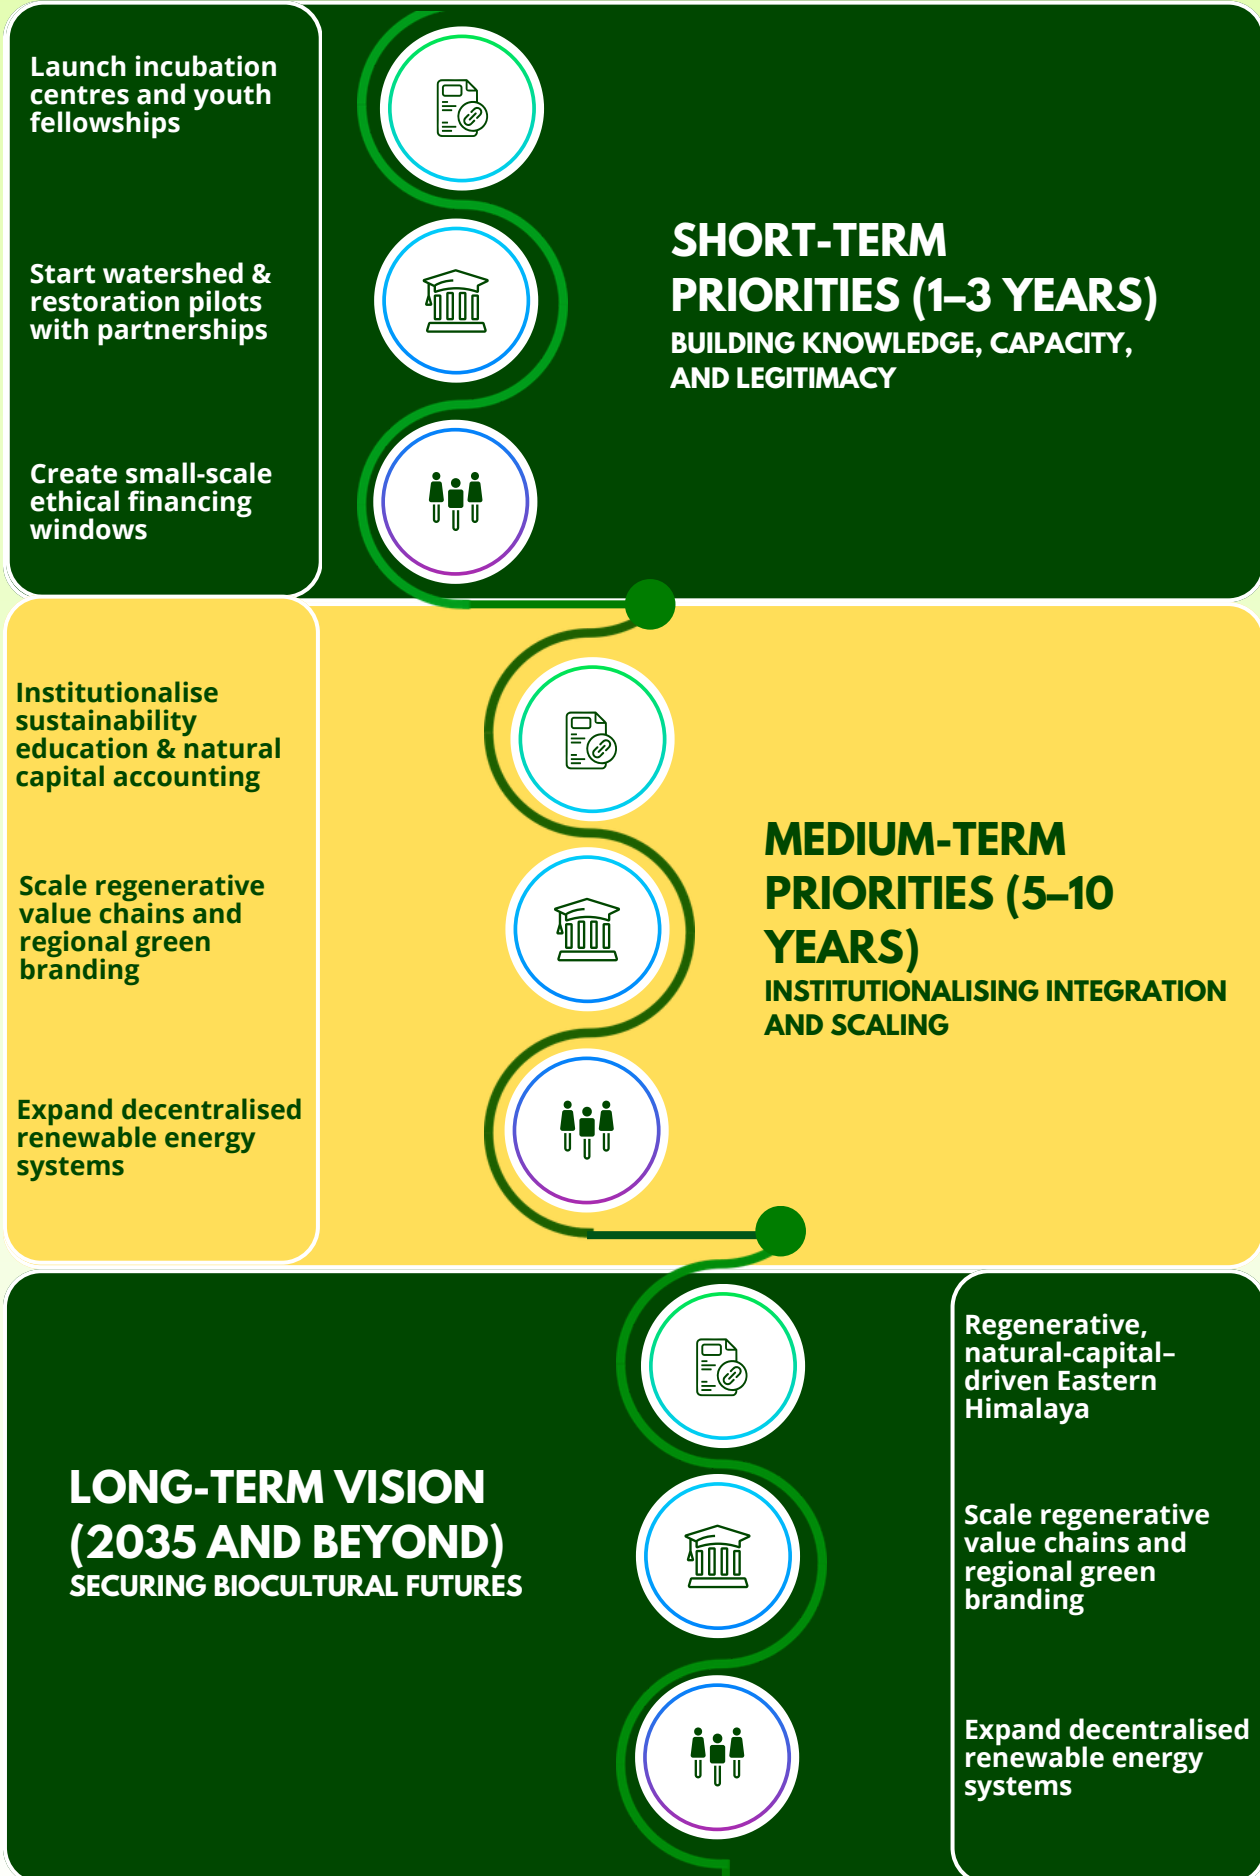 Launch incubation
centres and youth
fellowships
Start watershed &
restoration pilots
with partnerships
Create small-scale
ethical financing
windows
SHORT-TERM
PRIORITIES (1–3 YEARS)
BUILDING KNOWLEDGE, CAPACITY,
AND LEGITIMACY
Institutionalise
sustainability
education & natural
capital accounting
Scale regenerative
value chains and
regional green
branding
Expand decentralised
renewable energy
systems
MEDIUM-TERM
PRIORITIES (5–10
YEARS)
INSTITUTIONALISING INTEGRATION
AND SCALING
LONG-TERM VISION
(2035 AND BEYOND)
SECURING BIOCULTURAL FUTURES
Regenerative,
natural-capital–
driven Eastern
Himalaya
Scale regenerative
value chains and
regional green
branding
Expand decentralised
renewable energy
systems